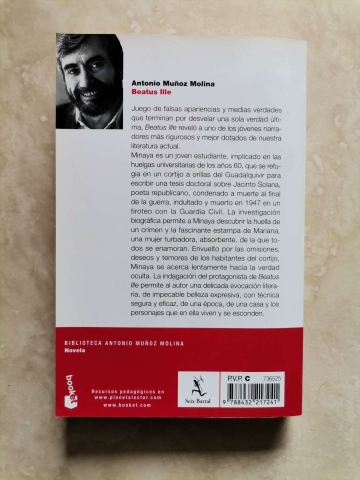 Antonio Muñoz Molina
Beatus Ille
Juego de falsas apariencias y medias verdades
que terminan por desvelar una sola verdad últi-
ma, Beatus Ille reveló a uno de los jóvenes narra-
dores más rigurosos y mejor dotados de nuestra
literatura actual.
Minaya es un joven estudiante, implicado en las
huelgas universitarias de los años 60, que se refu-
gia en un cortijo a orillas del Guadalquivir para
escribir una tesis doctoral sobre Jacinto Solana,
poeta republicano, condenado a muerte al final
de la guerra, indultado y muerto en 1947 en un
tiroteo con la Guardia Civil. La investigación
biográfica permite a Minaya descubrir la huella de
un crimen y la fascinante estampa de Mariana,
una mujer turbadora, absorbente, de la que to-
dos se enamoran. Envuelto por las omisiones,
deseos y temores de los habitantes del cortijo,
Minaya se acerca lentamente hacia la verdad
oculta. La indagación del protagonista de Beatus
Ille permite al autor una delicada evocación litera-
ria, de impecable belleza expresiva, con técnica
segura y eficaz, de una época, de una casa y los
personajes que en ella viven y se esconden.
BIBLIOTECA ANTONIO MUÑOZ MOLINA
Novela
booket
Recursos pedagógicos en
www.planetalector.com
www.booket.com
Seix Barral
P.V.P. C 736525
9 788432 217241